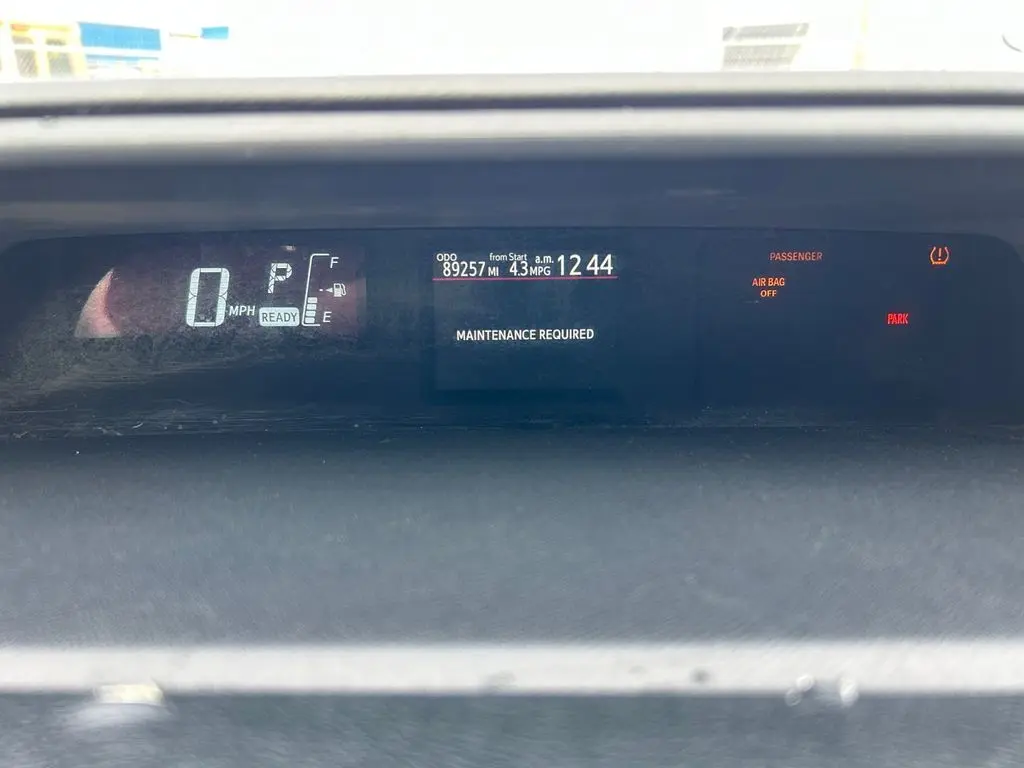 0 MPH
P
READY
F
E
ODO from Start a.m.
89257 MI 4.3 MPG 12 44
MAINTENANCE REQUIRED
PASSENGER
AIR BAG
OFF
(!)
PARK